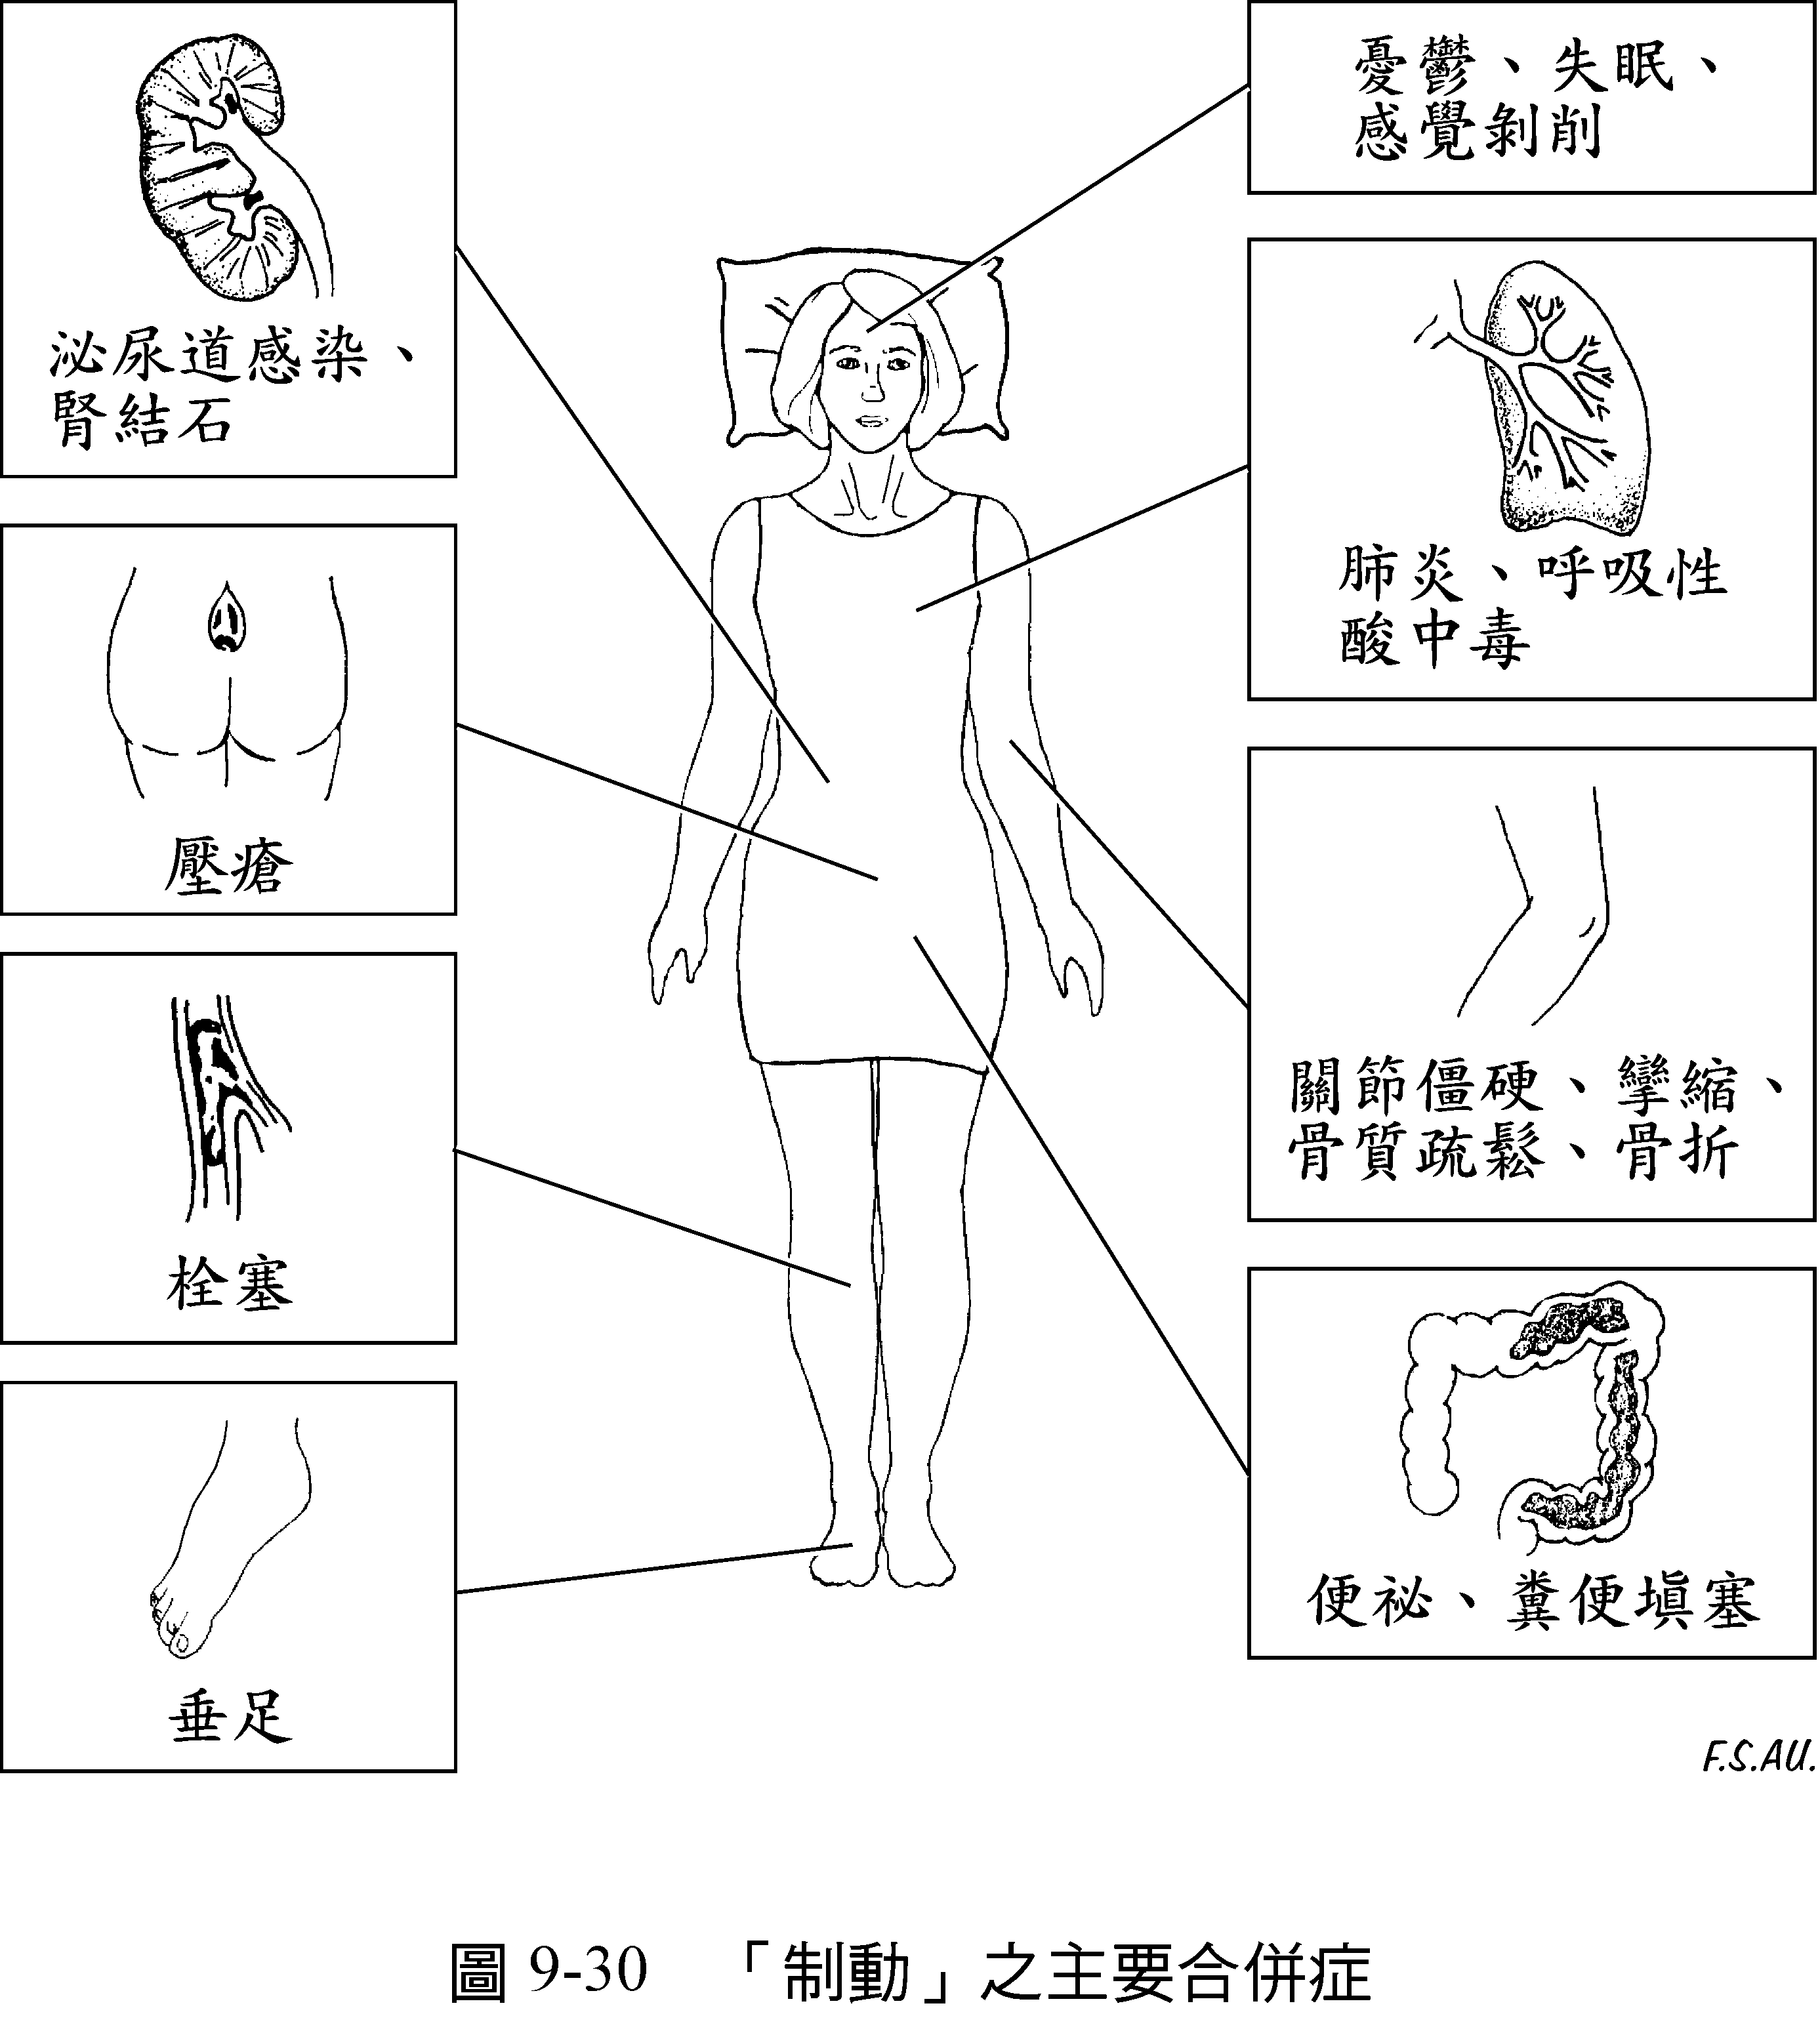 泌尿道感染、
腎結石
壓瘡
栓塞
垂足
憂鬱、失眠、
感覺剝削
肺炎、呼吸性
酸中毒
關節僵硬、攣縮、
骨質疏鬆、骨折
便祕、糞便塡塞
F.S.AU.
圖 9-30 「制動」之主要合併症